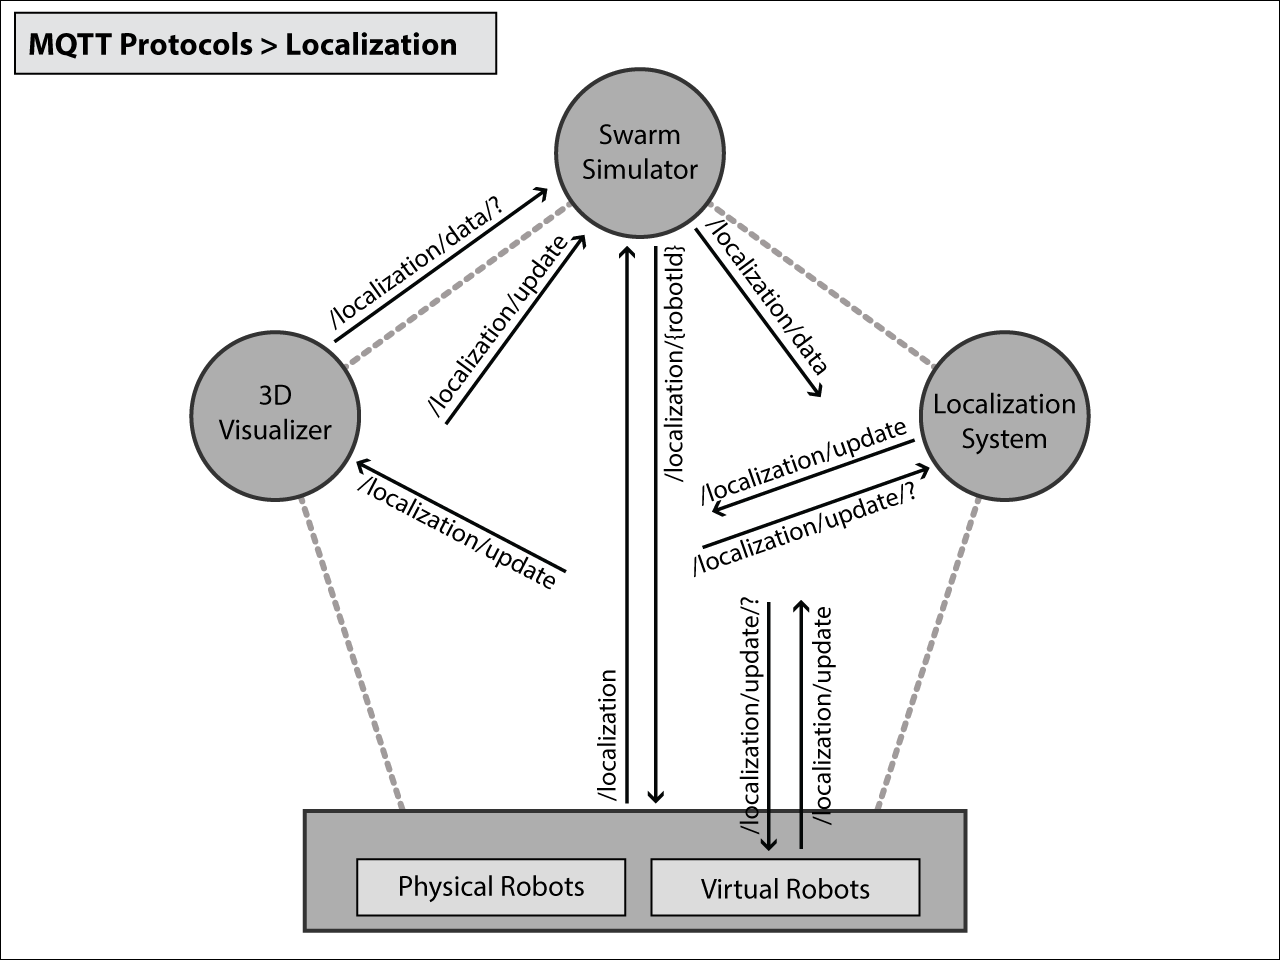 MQTT Protocols > Localization
Swarm
Simulator
/localization/data/?
/localization/update
/localization/{robotId}
/localization/data
3D
Visualizer
Localization
System
/localization/update
/localization/update/?
/localization/update
/localization
/localization/update/?
/localization/update
Physical Robots
Virtual Robots